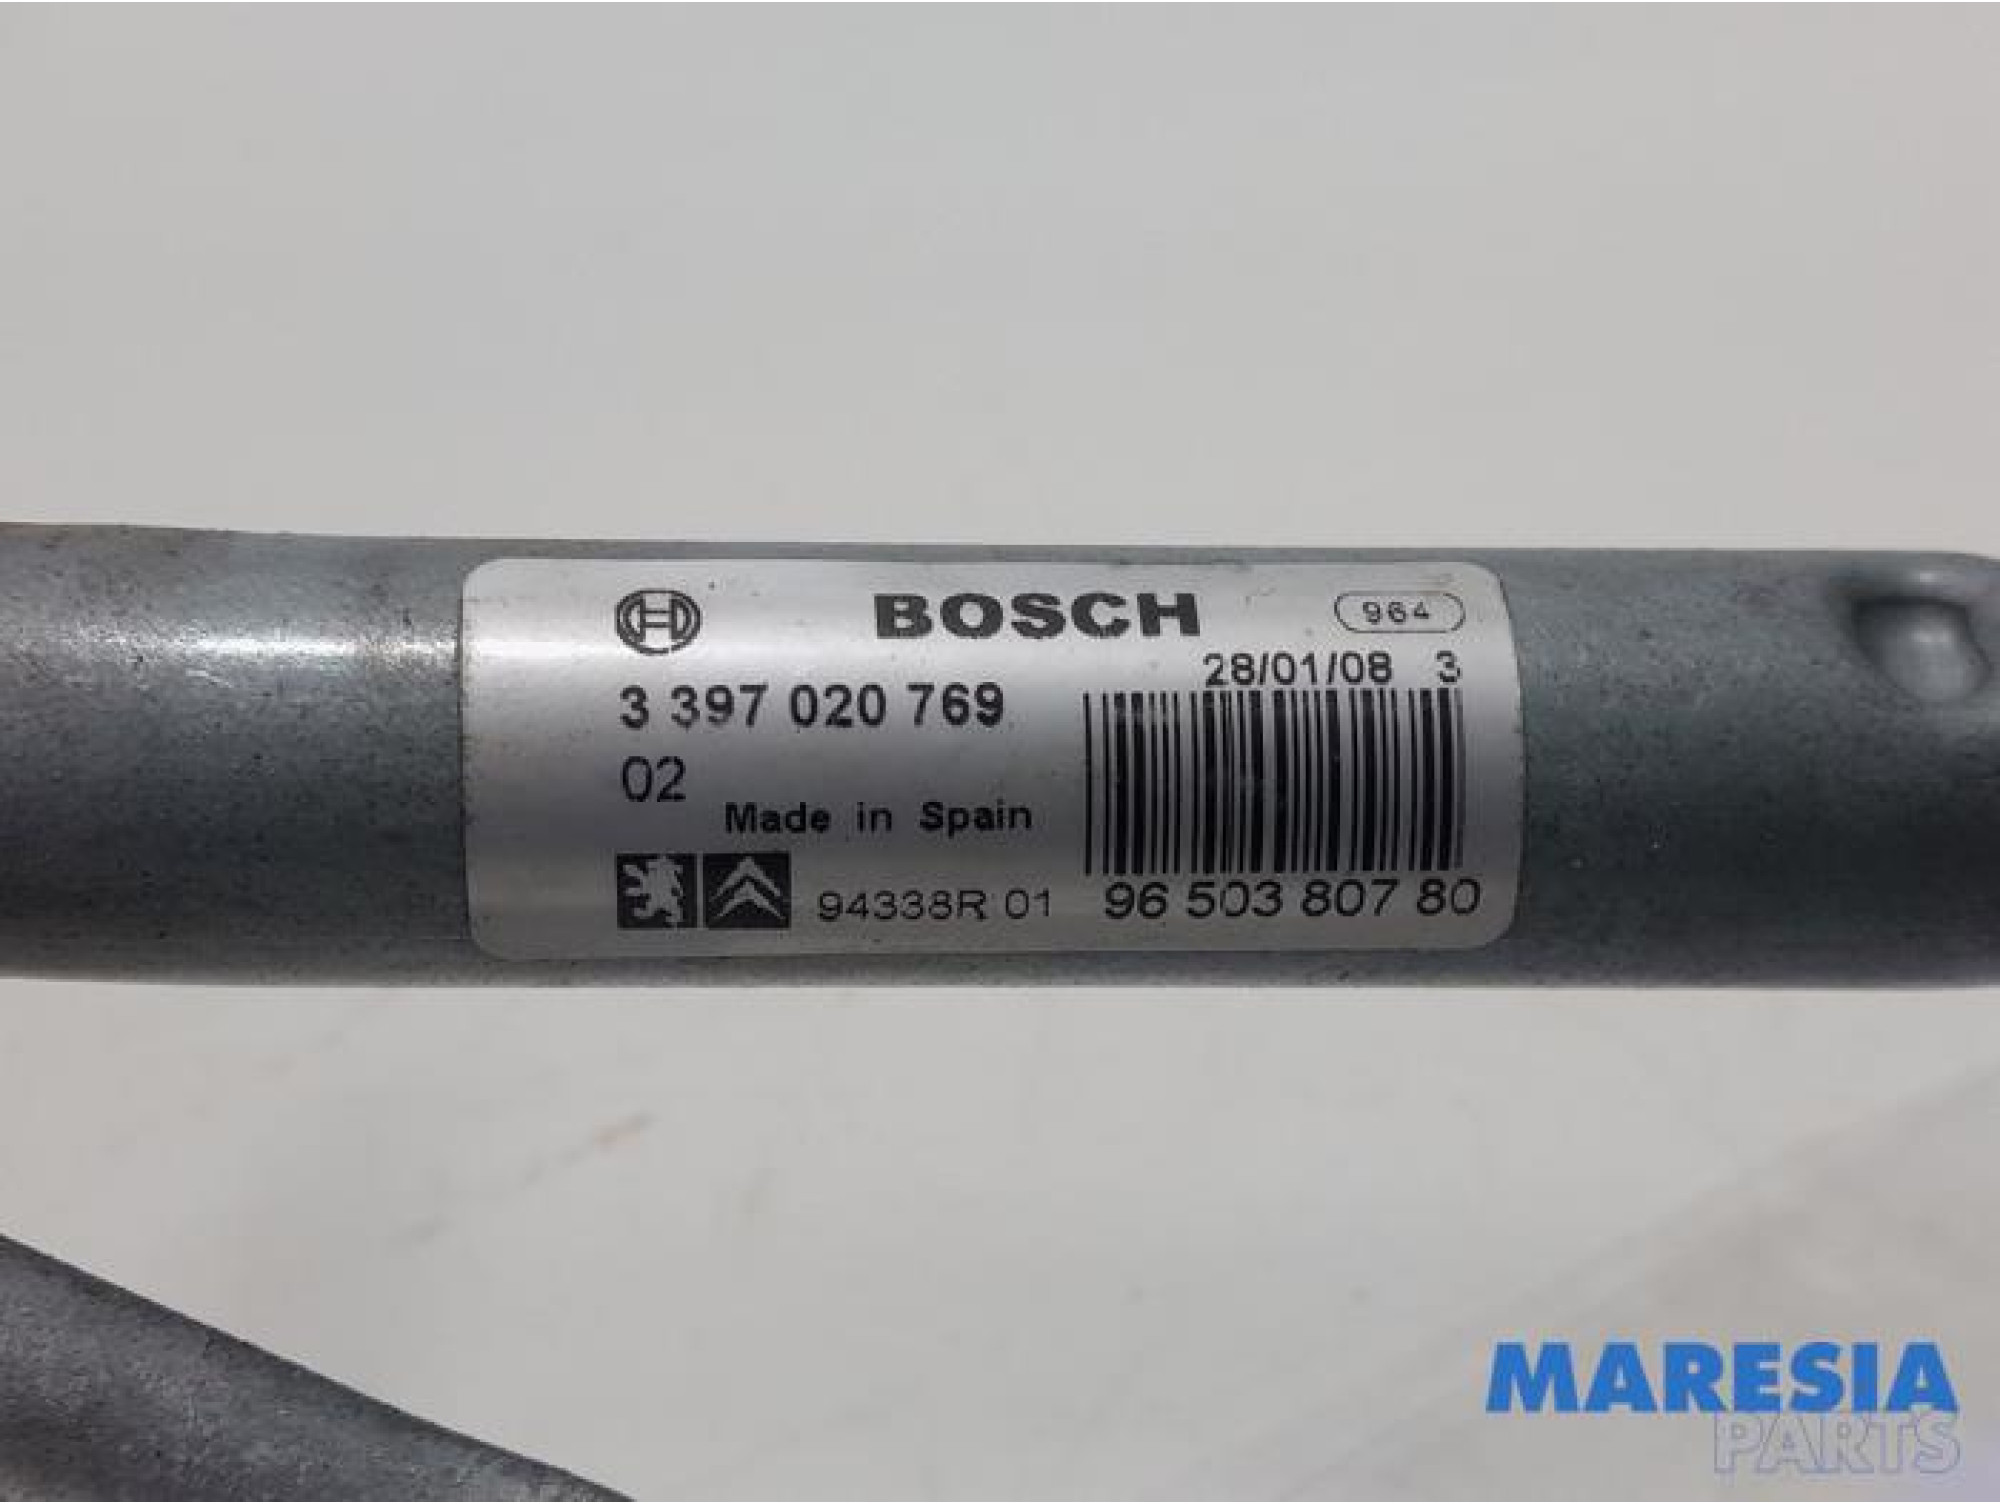 BOSCH 964
28/01/08 3
3 397 020 769
02
Made in Spain
94338R 01 96 503 807 80
MARESIA
PARTS